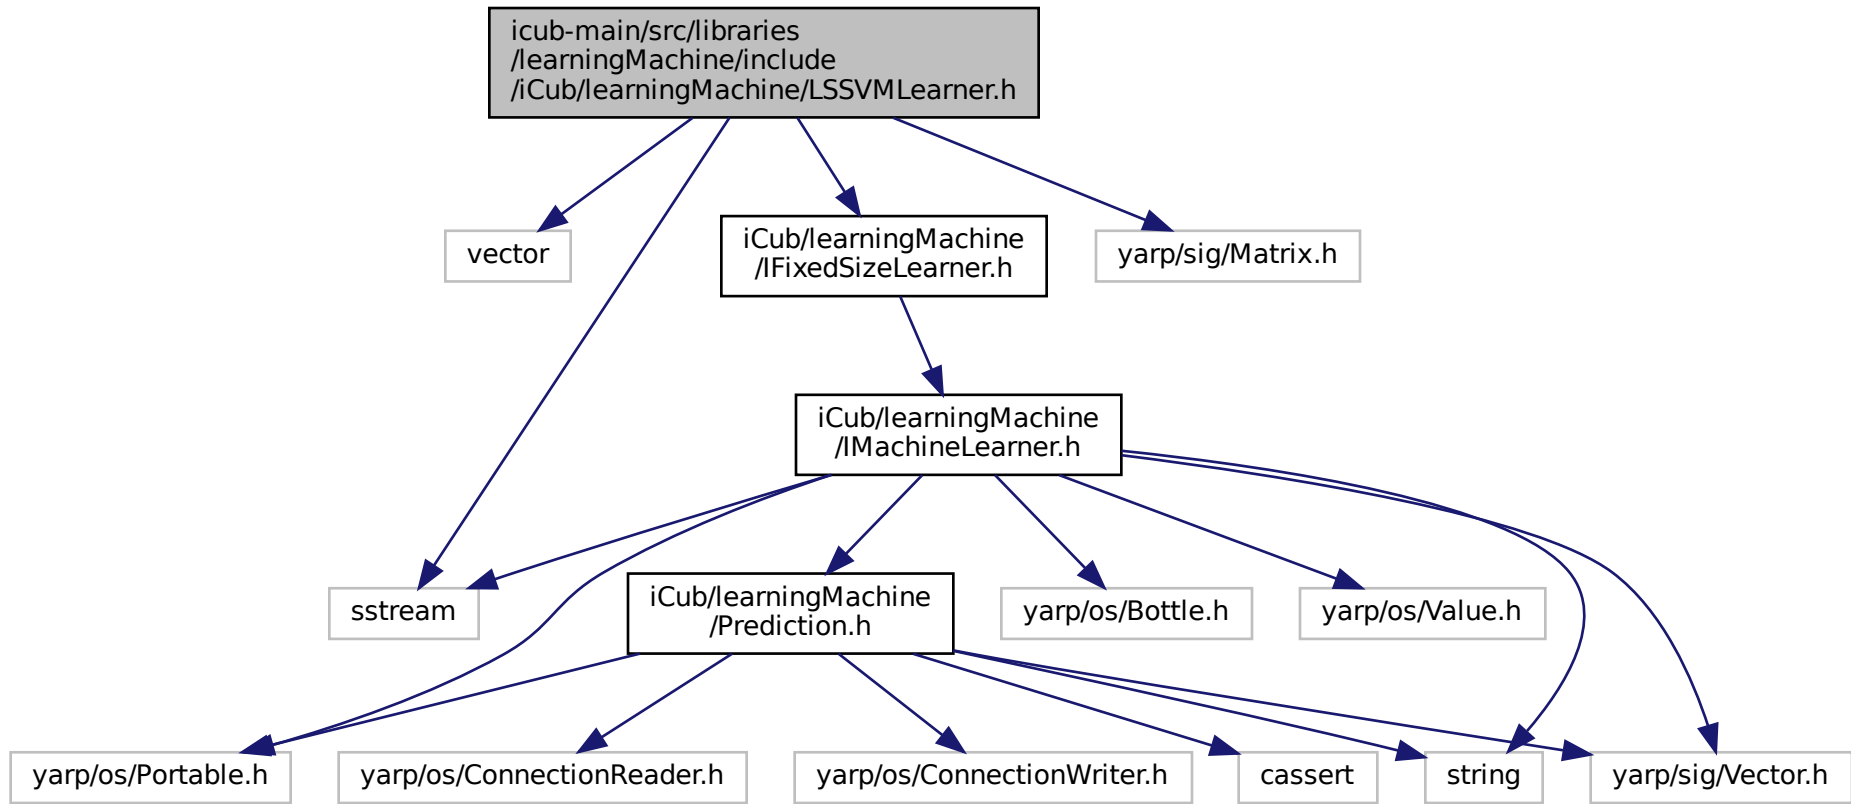 icub-main/src/libraries
/learningMachine/include
/iCub/learningMachine/LSSVMLearner.h
vector
iCub/learningMachine
/IFixedSizeLearner.h
yarp/sig/Matrix.h
iCub/learningMachine
/IMachineLearner.h
sstream
iCub/learningMachine
/Prediction.h
yarp/os/Bottle.h
yarp/os/Value.h
yarp/os/Portable.h
yarp/os/ConnectionReader.h
yarp/os/ConnectionWriter.h
cassert
string
yarp/sig/Vector.h